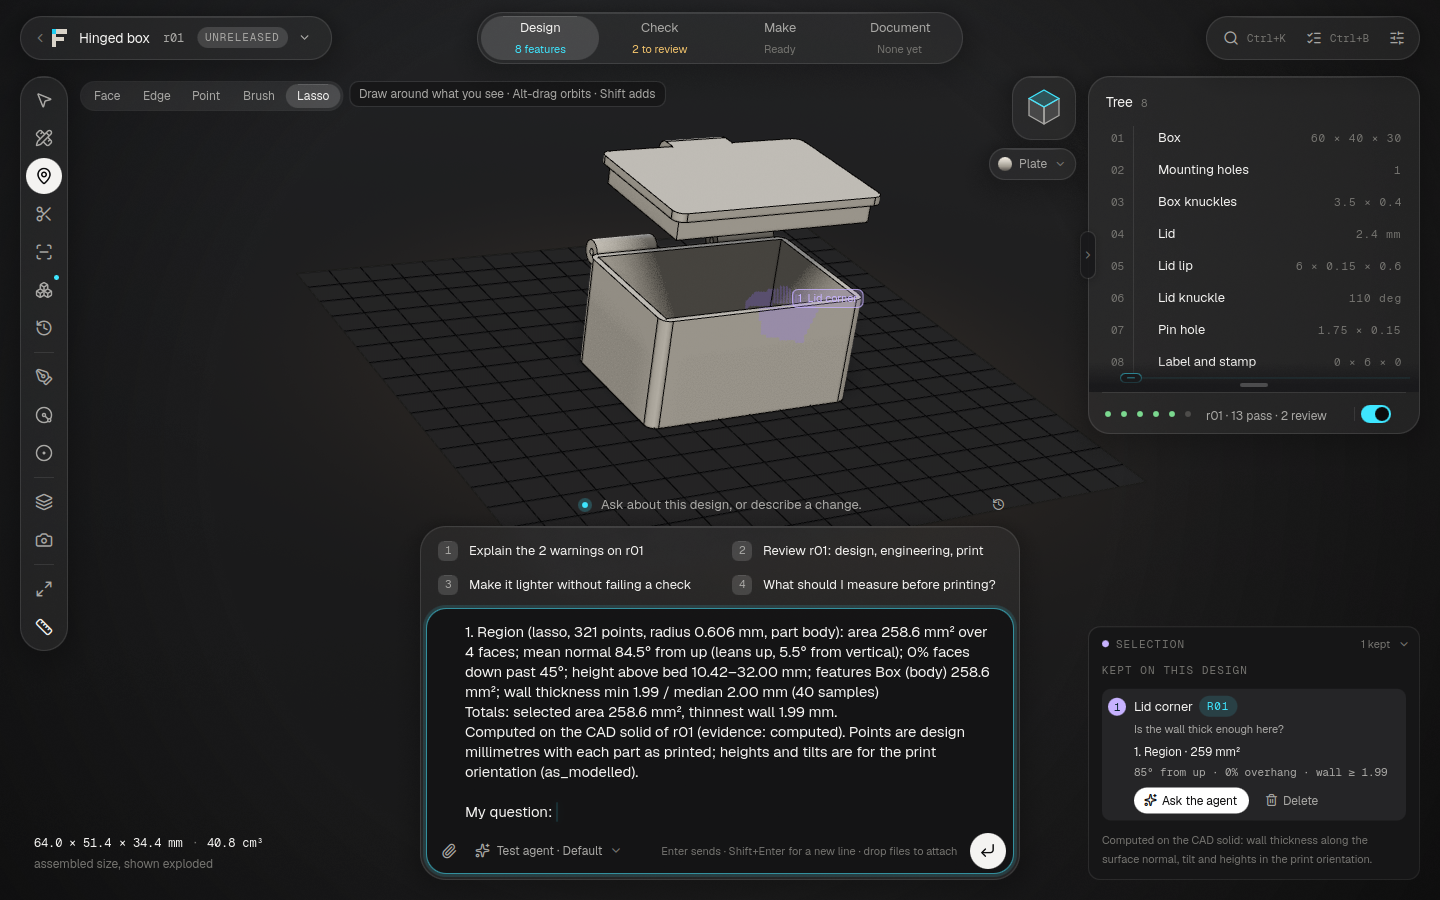 Hinged box r01 UNRELEASED
Design
8 features
Check
2 to review
Make
Ready
Document
None yet
Ctrl+K
Ctrl+B
Face Edge Point Brush Lasso
Draw around what you see · Alt-drag orbits · Shift adds
Plate
Tree 8
01 Box 60 × 40 × 30
02 Mounting holes 1
03 Box knuckles 3.5 × 0.4
04 Lid 2.4 mm
05 Lid lip 6 × 0.15 × 0.6
06 Lid knuckle 110 deg
07 Pin hole 1.75 × 0.15
08 Label and stamp 0 × 6 × 0
r01 · 13 pass · 2 review
1. Lid corner
Ask about this design, or describe a change.
1 Explain the 2 warnings on r01
2 Review r01: design, engineering, print
3 Make it lighter without failing a check
4 What should I measure before printing?
1. Region (lasso, 321 points, radius 0.606 mm, part body): area 258.6 mm² over
4 faces; mean normal 84.5° from up (leans up, 5.5° from vertical); 0% faces
down past 45°; height above bed 10.42–32.00 mm; features Box (body) 258.6
mm²; wall thickness min 1.99 / median 2.00 mm (40 samples)
Totals: selected area 258.6 mm², thinnest wall 1.99 mm.
Computed on the CAD solid of r01 (evidence: computed). Points are design
millimetres with each part as printed; heights and tilts are for the print
orientation (as_modelled).
My question:
Test agent · Default
Enter sends · Shift+Enter for a new line · drop files to attach
64.0 × 51.4 × 34.4 mm · 40.8 cm³
assembled size, shown exploded
SELECTION 1 kept
KEPT ON THIS DESIGN
1 Lid corner R01
Is the wall thick enough here?
1. Region · 259 mm²
85° from up · 0% overhang · wall ≥ 1.99
Ask the agent
Delete
Computed on the CAD solid: wall thickness along the
surface normal, tilt and heights in the print orientation.